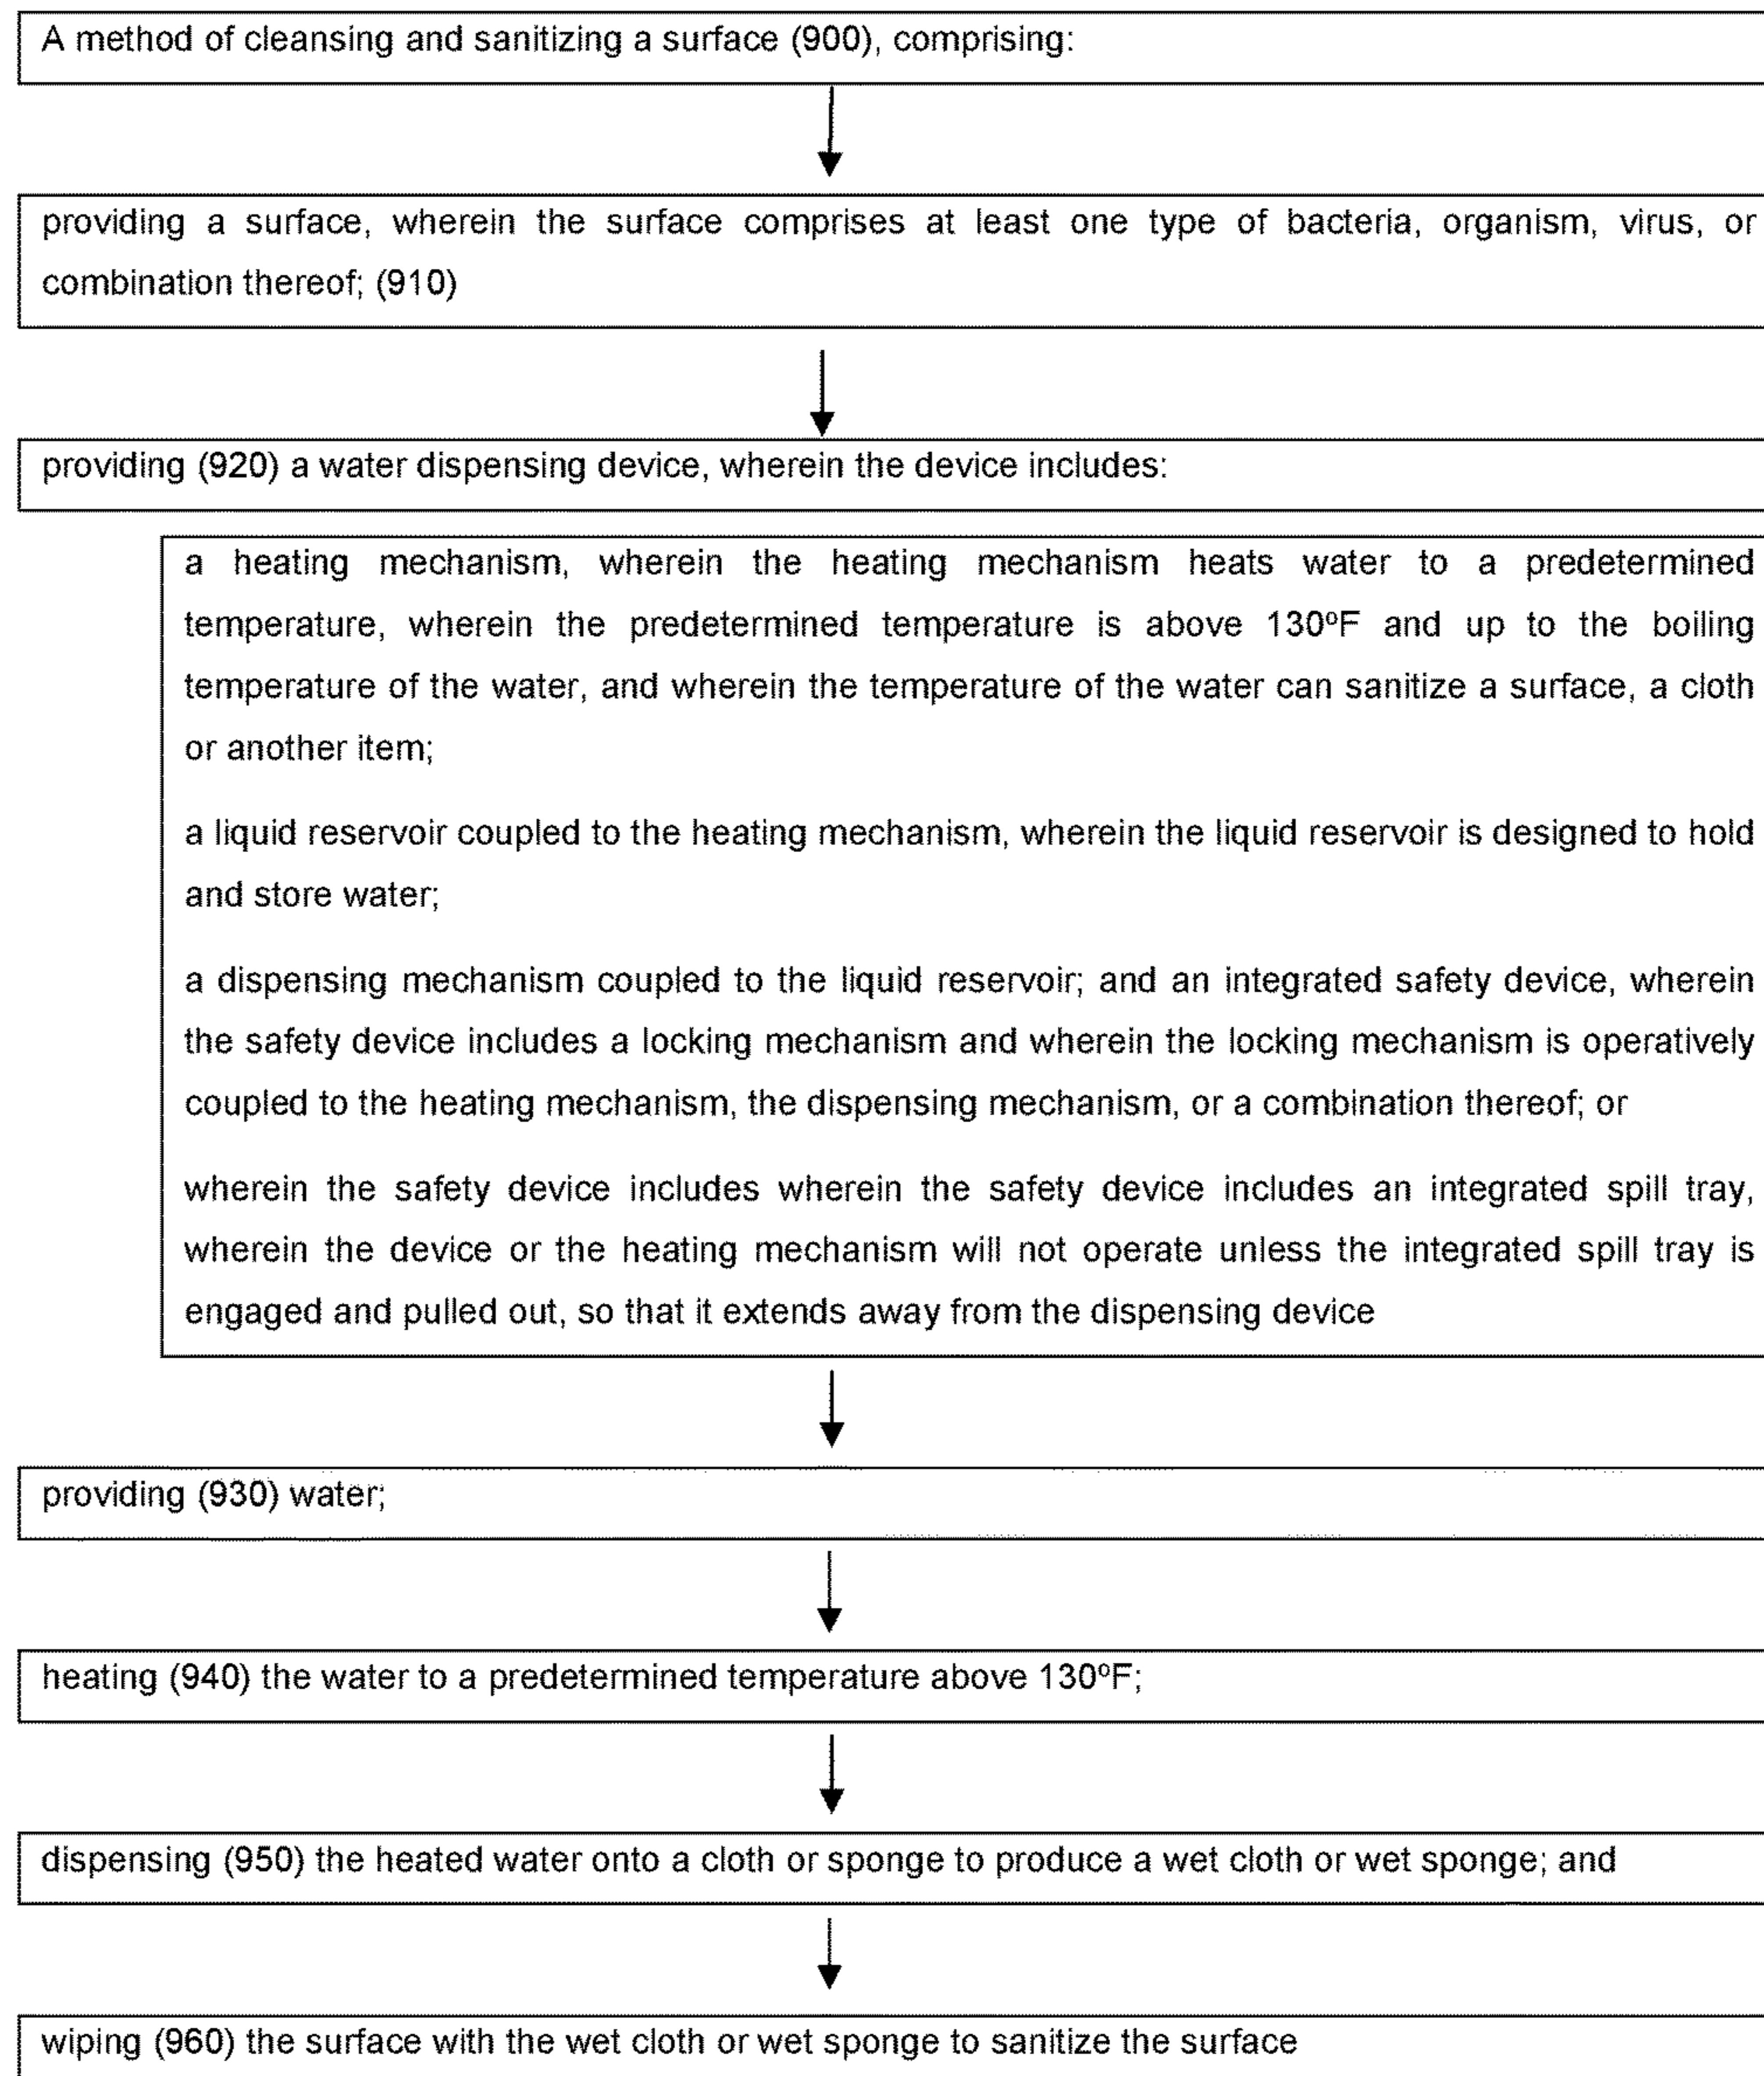 A method of cleansing and sanitizing a surface (900), comprising:
providing a surface, wherein the surface comprises at least one type of bacteria, organism, virus, or
combination thereof; (910)
providing (920) a water dispensing device, wherein the device includes:
a heating mechanism, wherein the heating mechanism heats water to a predetermined
temperature, wherein the predetermined temperature is above 130ºF and up to the boiling
temperature of the water, and wherein the temperature of the water can sanitize a surface, a cloth
or another item;
a liquid reservoir coupled to the heating mechanism, wherein the liquid reservoir is designed to hold
and store water;
a dispensing mechanism coupled to the liquid reservoir; and an integrated safety device, wherein
the safety device includes a locking mechanism and wherein the locking mechanism is operatively
coupled to the heating mechanism, the dispensing mechanism, or a combination thereof; or
wherein the safety device includes wherein the safety device includes an integrated spill tray,
wherein the device or the heating mechanism will not operate unless the integrated spill tray is
engaged and pulled out, so that it extends away from the dispensing device
providing (930) water;
heating (940) the water to a predetermined temperature above 130ºF;
dispensing (950) the heated water onto a cloth or sponge to produce a wet cloth or wet sponge; and
wiping (960) the surface with the wet cloth or wet sponge to sanitize the surface